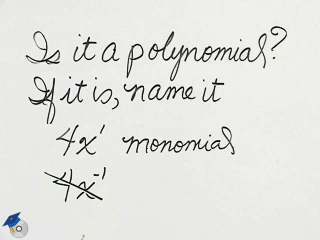 Is it a polynomial?
If it is, name it
4x¹ monomial
4x⁻¹